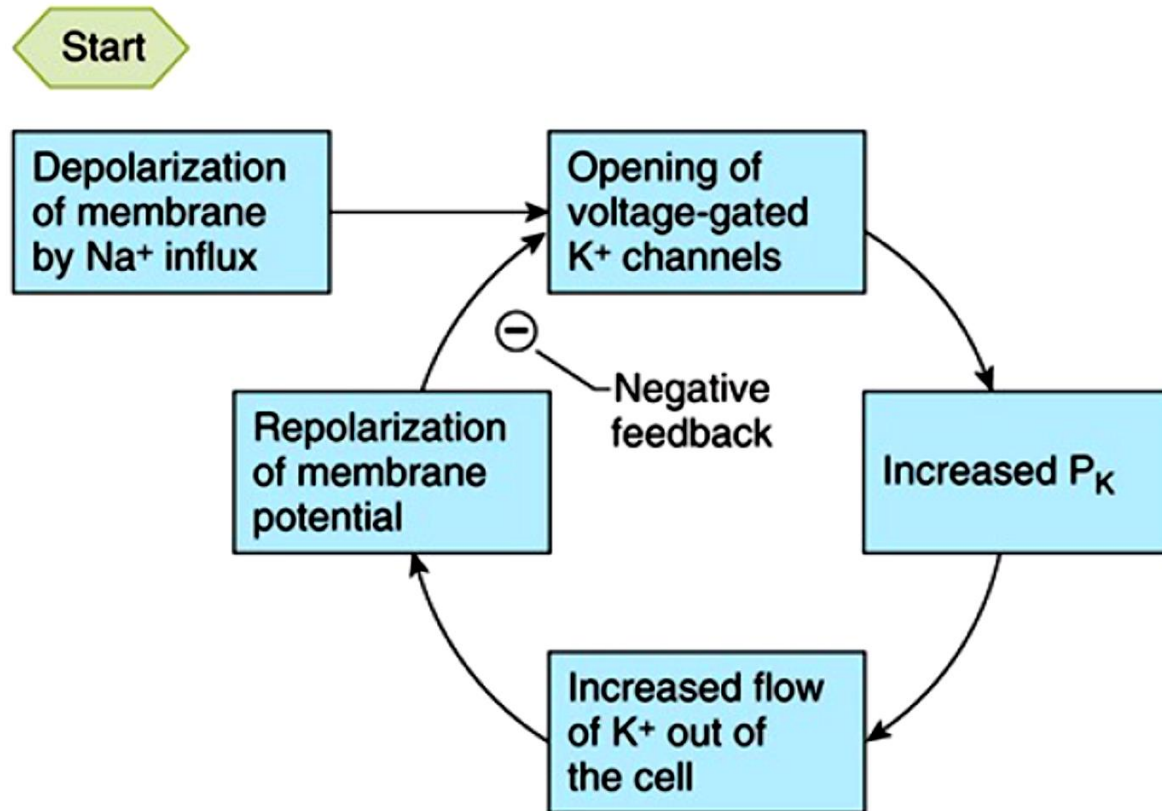 Start
Depolarization
of membrane
by Na⁺ influx
Opening of
voltage-gated
K⁺ channels
−
Negative
feedback
Repolarization
of membrane
potential
Increased Pₖ
Increased flow
of K⁺ out of
the cell